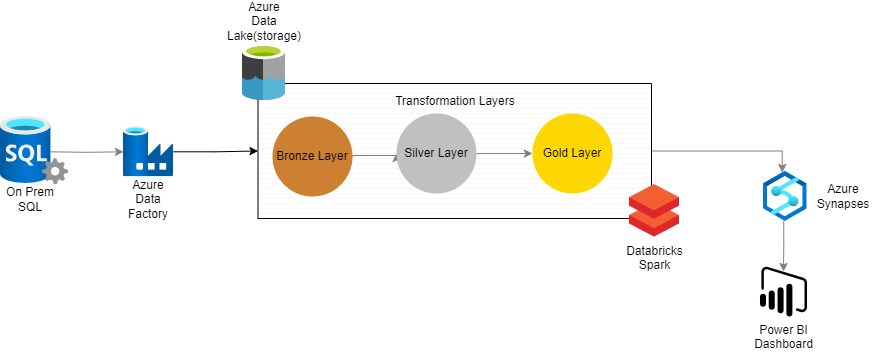 Azure
Data
Lake(storage)
Transformation Layers
SQL
On Prem
SQL
Azure
Data
Factory
Bronze Layer
Silver Layer
Gold Layer
Databricks
Spark
Azure
Synapses
Power BI
Dashboard